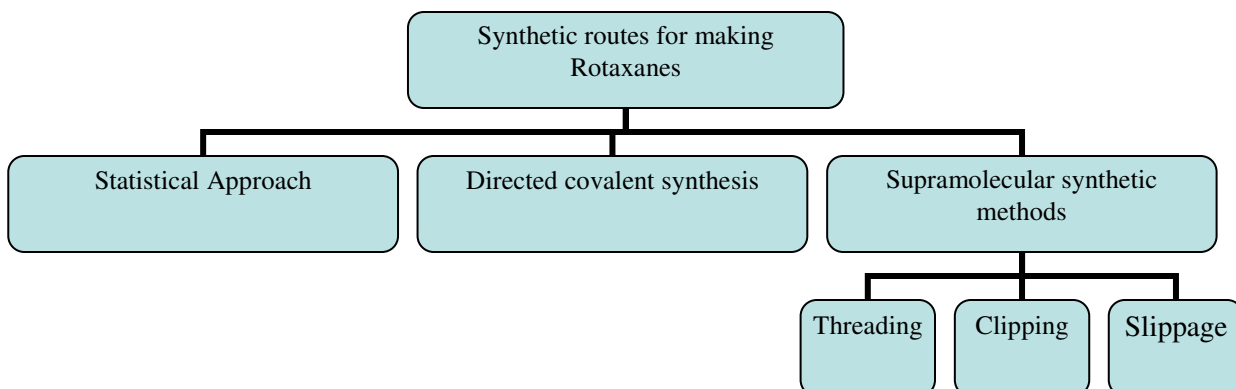 Synthetic routes for making
Rotaxanes
Statistical Approach
Directed covalent synthesis
Supramolecular synthetic
methods
Threading
Clipping
Slippage